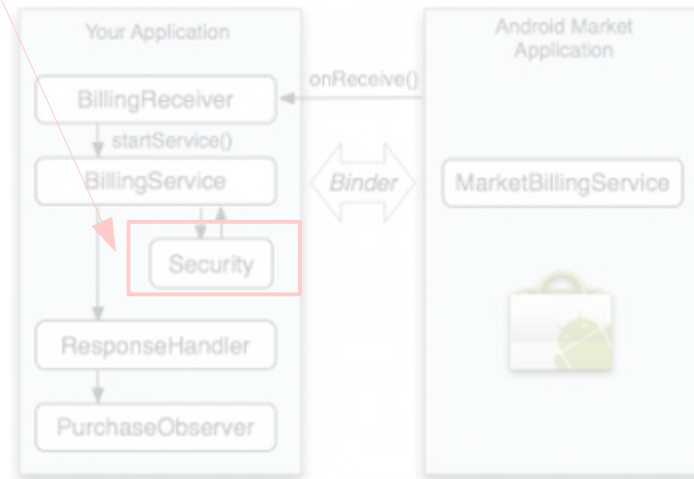 Your Application
Android Market
Application
onReceive()
BillingReceiver
startService()
BillingService
Binder
MarketBillingService
Security
ResponseHandler
PurchaseObserver